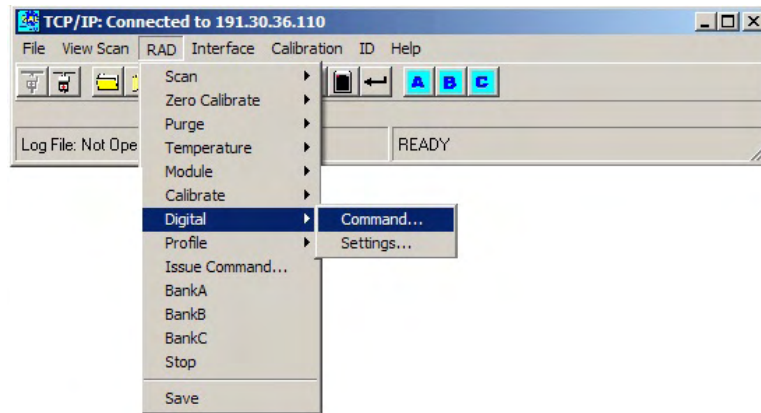 TCP/IP: Connected to 191.30.36.110
File View Scan RAD Interface Calibration ID Help
A B C
Log File: Not Ope READY
Scan
Zero Calibrate
Purge
Temperature
Module
Calibrate
Digital
Command...
Settings...
Profile
Issue Command...
BankA
BankB
BankC
Stop
Save